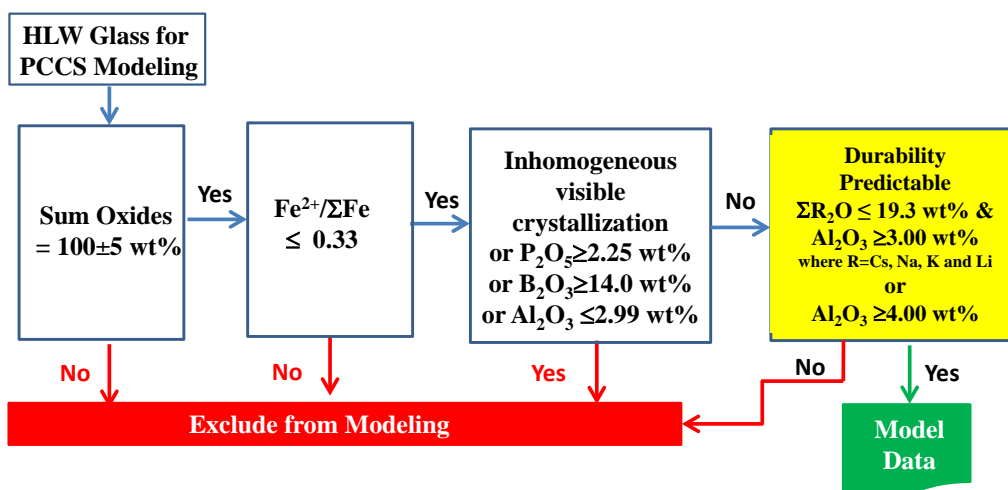 HLW Glass for
PCCS Modeling
Sum Oxides
= 100±5 wt%
Yes
Fe²⁺/ΣFe
≤ 0.33
Yes
Inhomogeneous
visible
crystallization
or P₂O₅≥2.25 wt%
or B₂O₃≥14.0 wt%
or Al₂O₃ ≤2.99 wt%
No
Durability
Predictable
ΣR₂O ≤ 19.3 wt% &
Al₂O₃ ≥3.00 wt%
where R=Cs, Na, K and Li
or
Al₂O₃ ≥4.00 wt%
No
No
Yes
No
Yes
Exclude from Modeling
Model
Data